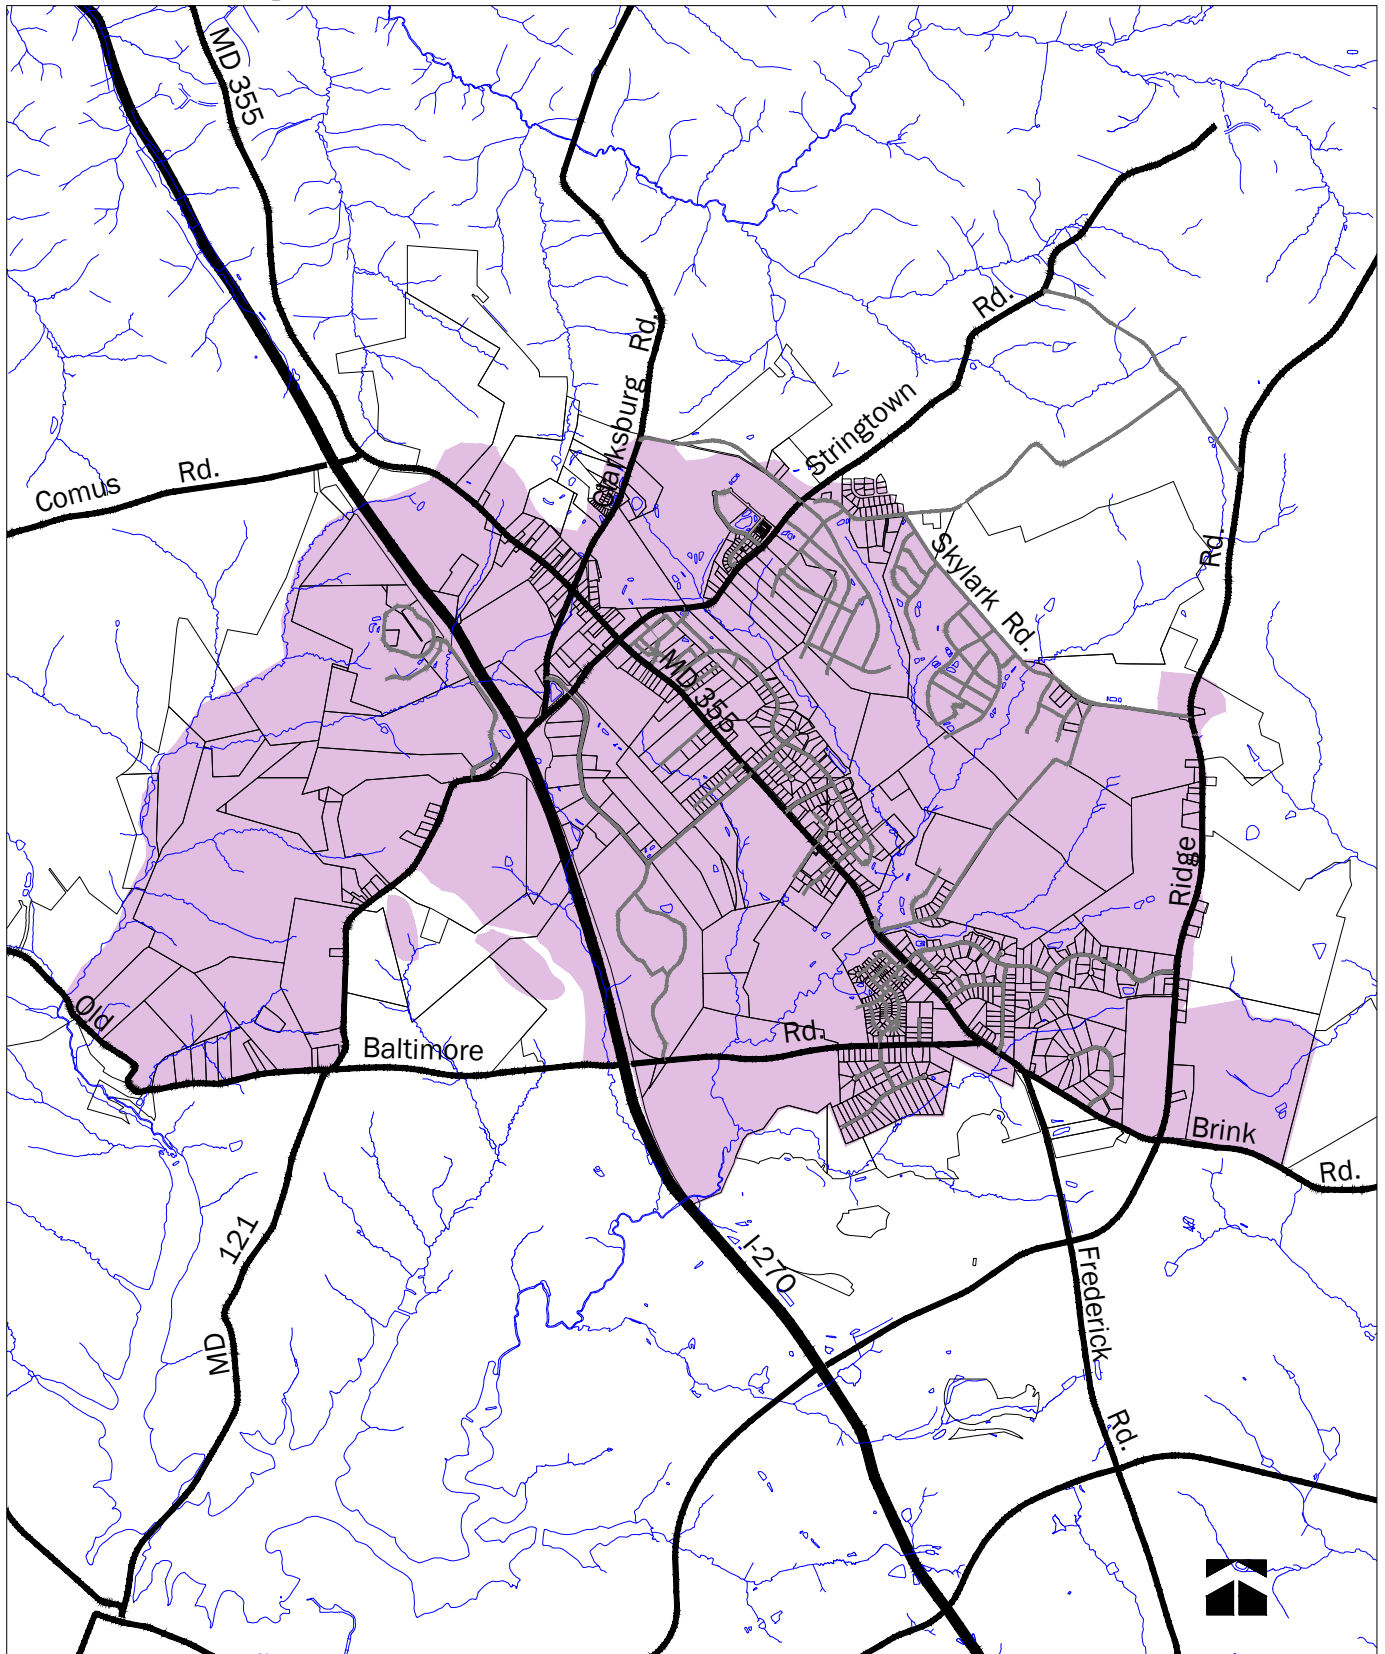 MD 355
Rd.
Clarksburg Rd.
Stringtown
Comus Rd.
Skylark Rd.
Rd.
MD 355
Ridge
Old
Baltimore
Rd.
Brink
Rd.
121
MD
I-270
Frederick
Rd.